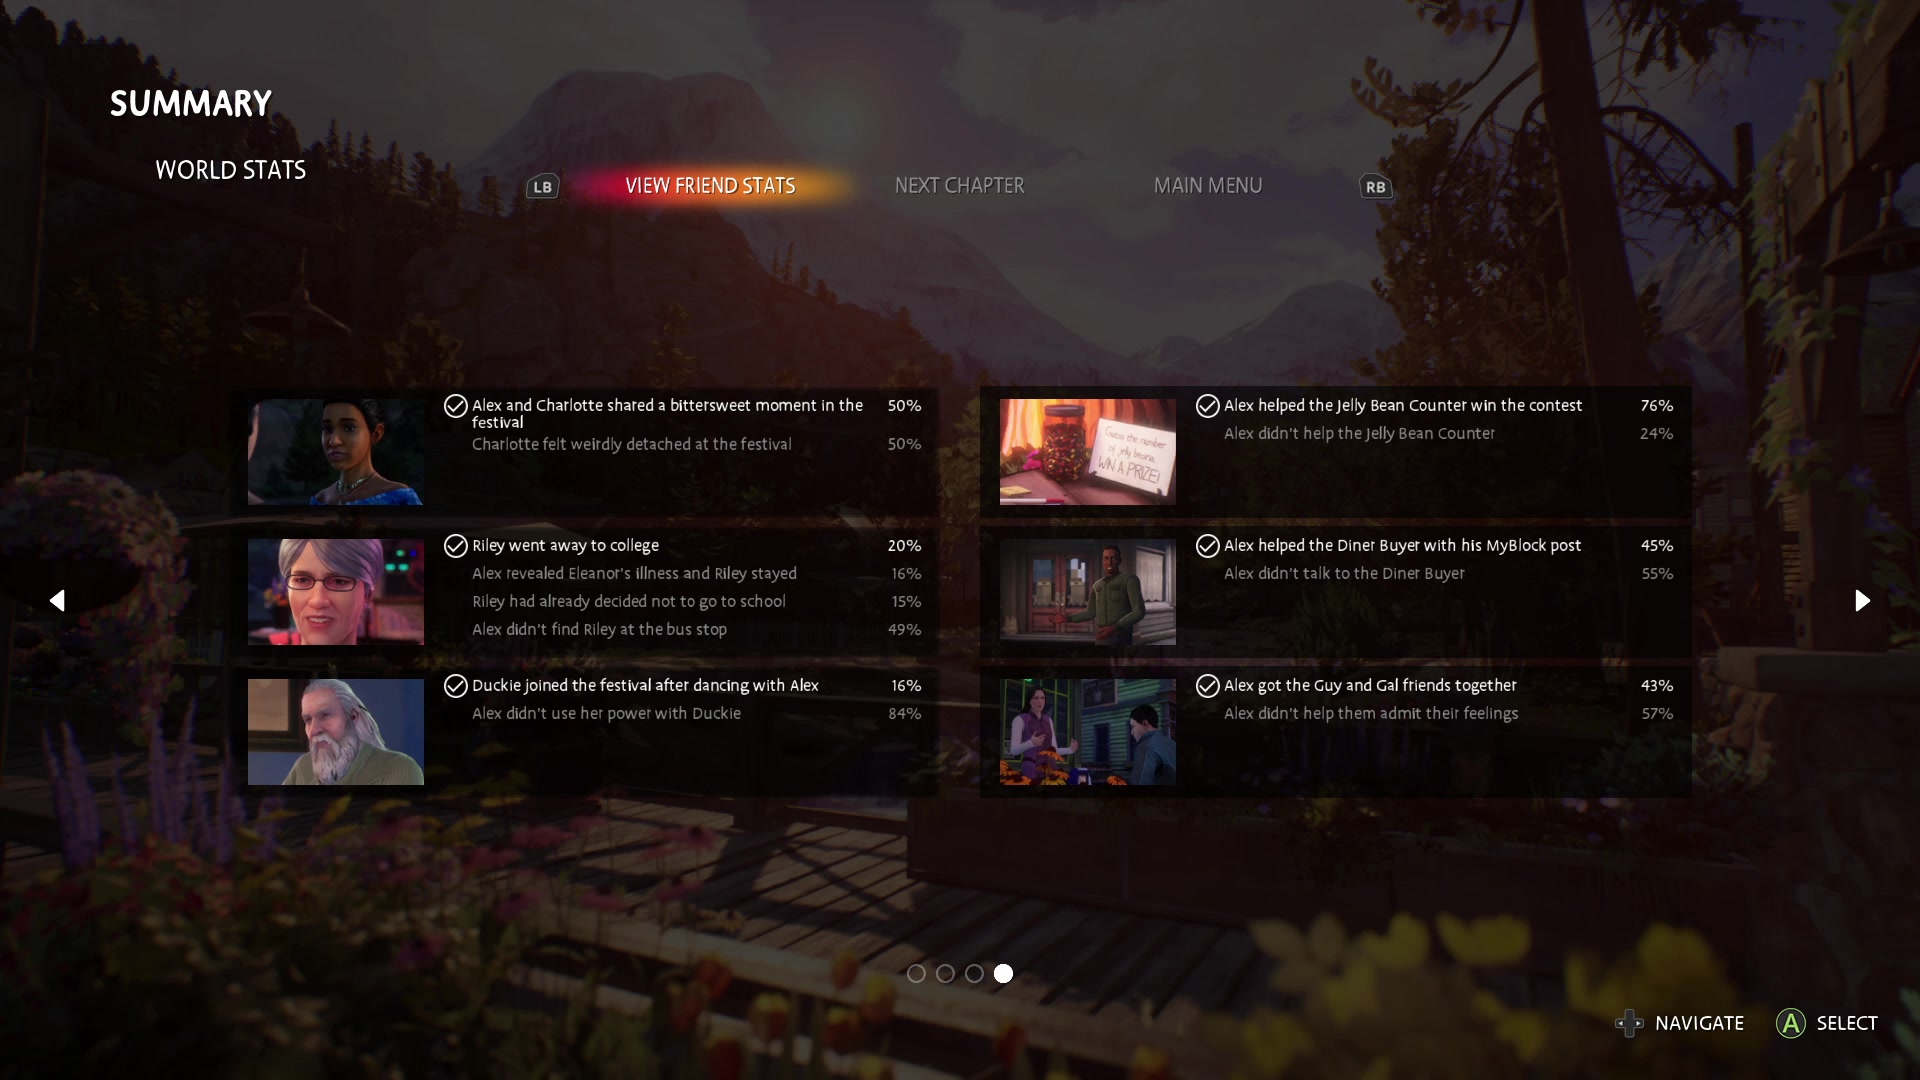 SUMMARY
WORLD STATS
LB
VIEW FRIEND STATS
NEXT CHAPTER
MAIN MENU
RB
Alex and Charlotte shared a bittersweet moment in the 50%
festival
Charlotte felt weirdly detached at the festival 50%
Riley went away to college 20%
Alex revealed Eleanor's illness and Riley stayed 16%
Riley had already decided not to go to school 15%
Alex didn't find Riley at the bus stop 49%
Duckie joined the festival after dancing with Alex 16%
Alex didn't use her power with Duckie 84%
Guess the number
of jelly beans,
WIN A PRIZE!
Alex helped the Jelly Bean Counter win the contest 76%
Alex didn't help the Jelly Bean Counter 24%
Alex helped the Diner Buyer with his MyBlock post 45%
Alex didn't talk to the Diner Buyer 55%
Alex got the Guy and Gal friends together 43%
Alex didn't help them admit their feelings 57%
NAVIGATE
A SELECT